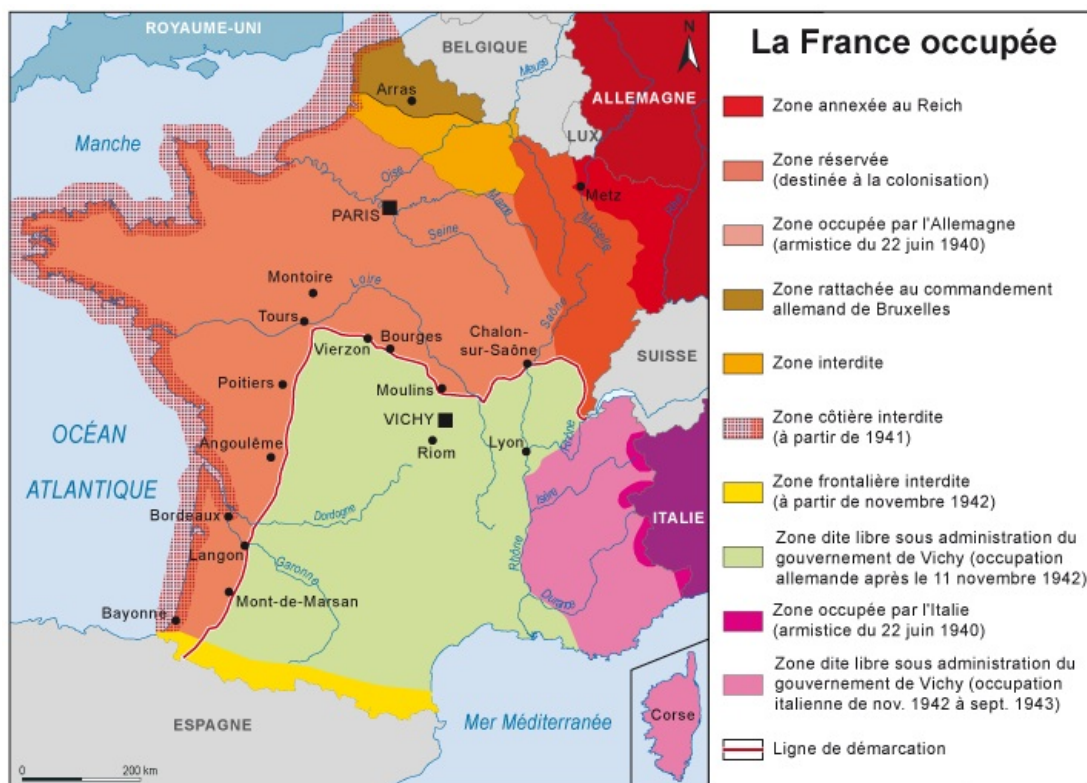 ROYAUME-UNI
BELGIQUE
Meuse
N
Arras
ALLEMAGNE
LUX
Manche
Oise
Metz
PARIS
Marne
Moselle
Rhin
Seine
Montoire
Loire
Tours
Saône
Bourges
Chalon-
sur-Saône
Vierzon
SUISSE
Poitiers
Moulins
VICHY
OCÉAN
ATLANTIQUE
Angoulême
Riom
Lyon
Rhône
Isère
ITALIE
Bordeaux
Dordogne
Langon
Garonne
Rhône
Durance
Mont-de-Marsan
Bayonne
Corse
ESPAGNE
Mer Méditerranée
0
200 km
La France occupée
Zone annexée au Reich
Zone réservée
(destinée à la colonisation)
Zone occupée par l'Allemagne
(armistice du 22 juin 1940)
Zone rattachée au commandement
allemand de Bruxelles
Zone interdite
Zone côtière interdite
(à partir de 1941)
Zone frontalière interdite
(à partir de novembre 1942)
Zone dite libre sous administration du
gouvernement de Vichy (occupation
allemande après le 11 novembre 1942)
Zone occupée par l'Italie
(armistice du 22 juin 1940)
Zone dite libre sous administration du
gouvernement de Vichy (occupation
italienne de nov. 1942 à sept. 1943)
Ligne de démarcation